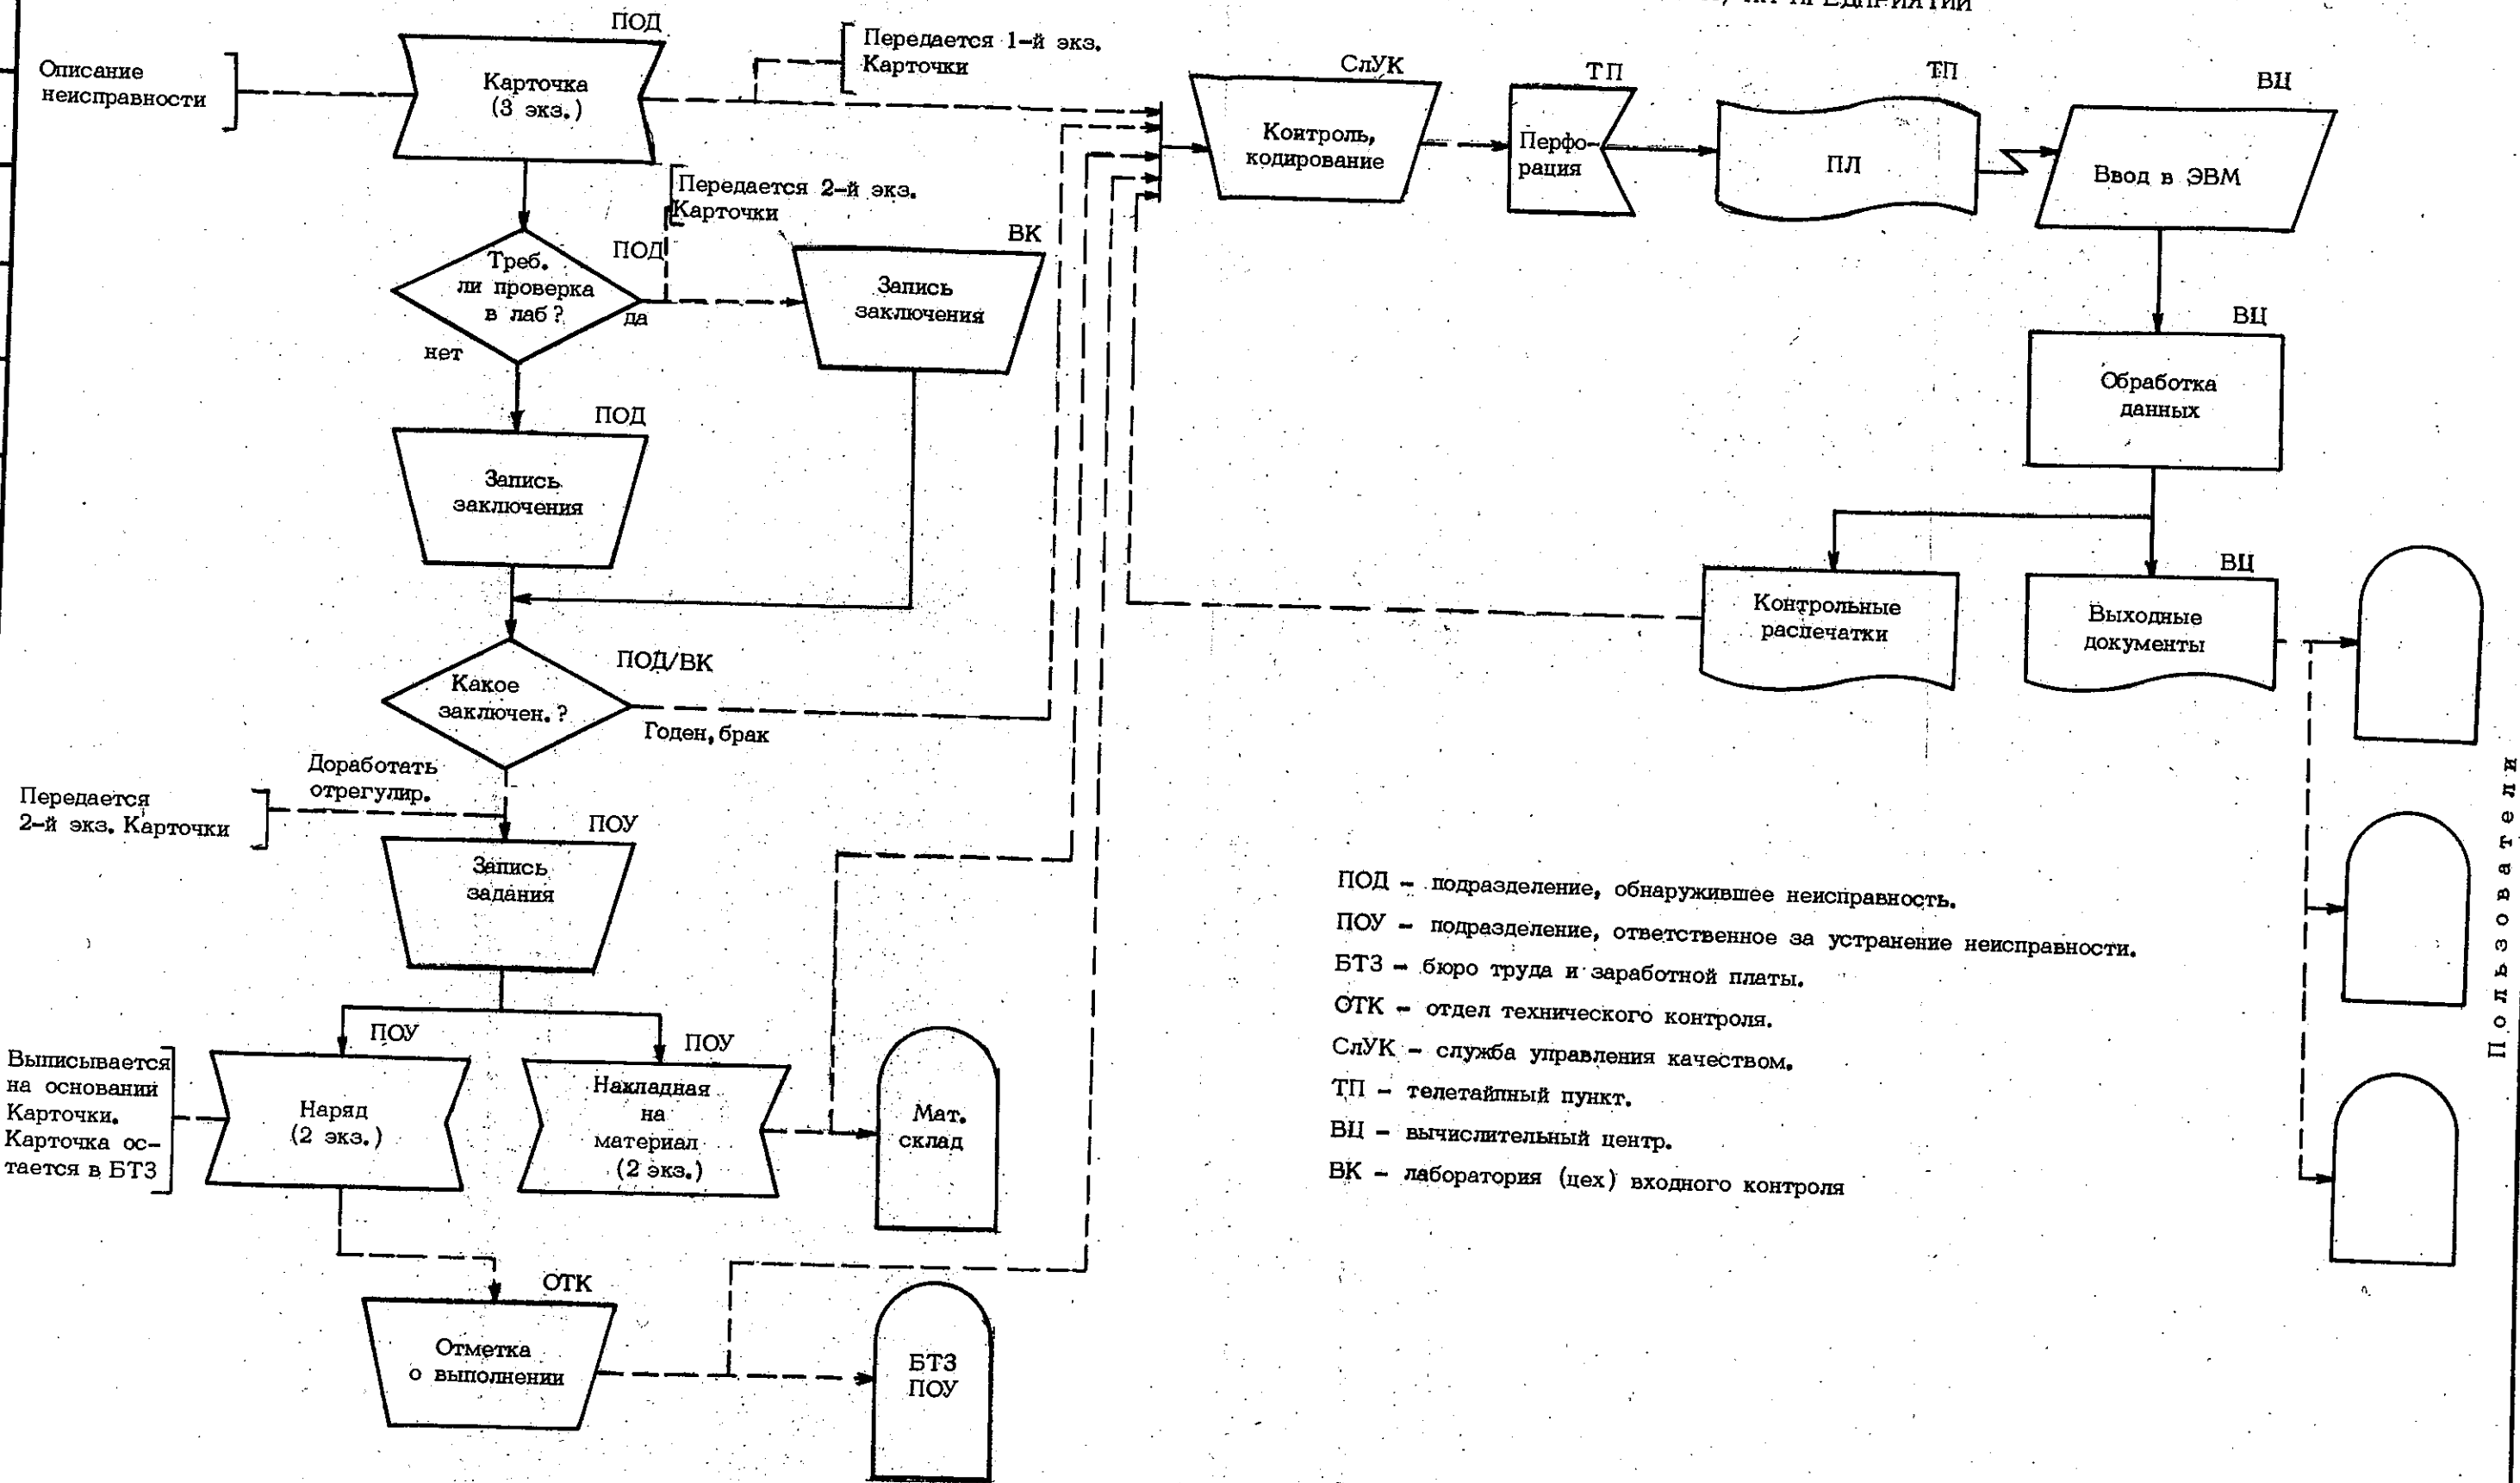 ПРЕДПРИЯТИИ
ПОД
Описание
неисправности
Карточка
(3 экз.)
Передается 1-й экз.
Карточки
СлУК
Контроль,
кодирование
ТП
Перфо-
рация
ТП
ПЛ
ВЦ
Ввод в ЭВМ
Передается 2-й экз.
Карточки
ПОД
Треб.
ли проверка
в лаб?
да
нет
ВК
Запись
заключения
ВЦ
Обработка
данных
ПОД
Запись
заключения
Контрольные
распечатки
ВЦ
Выходные
документы
ПОД/ВК
Какое
заключен.?
Годен, брак
Доработать
отрегулир.
Передается
2-й экз. Карточки
ПОУ
Запись
задания
Пользователи
ПОД – подразделение, обнаружившее неисправность.
ПОУ – подразделение, ответственное за устранение неисправности.
БТЗ – бюро труда и заработной платы.
ОТК – отдел технического контроля.
СлУК – служба управления качеством.
ТП – телетайпный пункт.
ВЦ – вычислительный центр.
ВК – лаборатория (цех) входного контроля
Выписывается
на основании
Карточки.
Карточка ос-
тается в БТЗ
ПОУ
Наряд
(2 экз.)
ПОУ
Накладная
на
материал
(2 экз.)
Мат.
склад
ОТК
Отметка
о выполнении
БТЗ
ПОУ